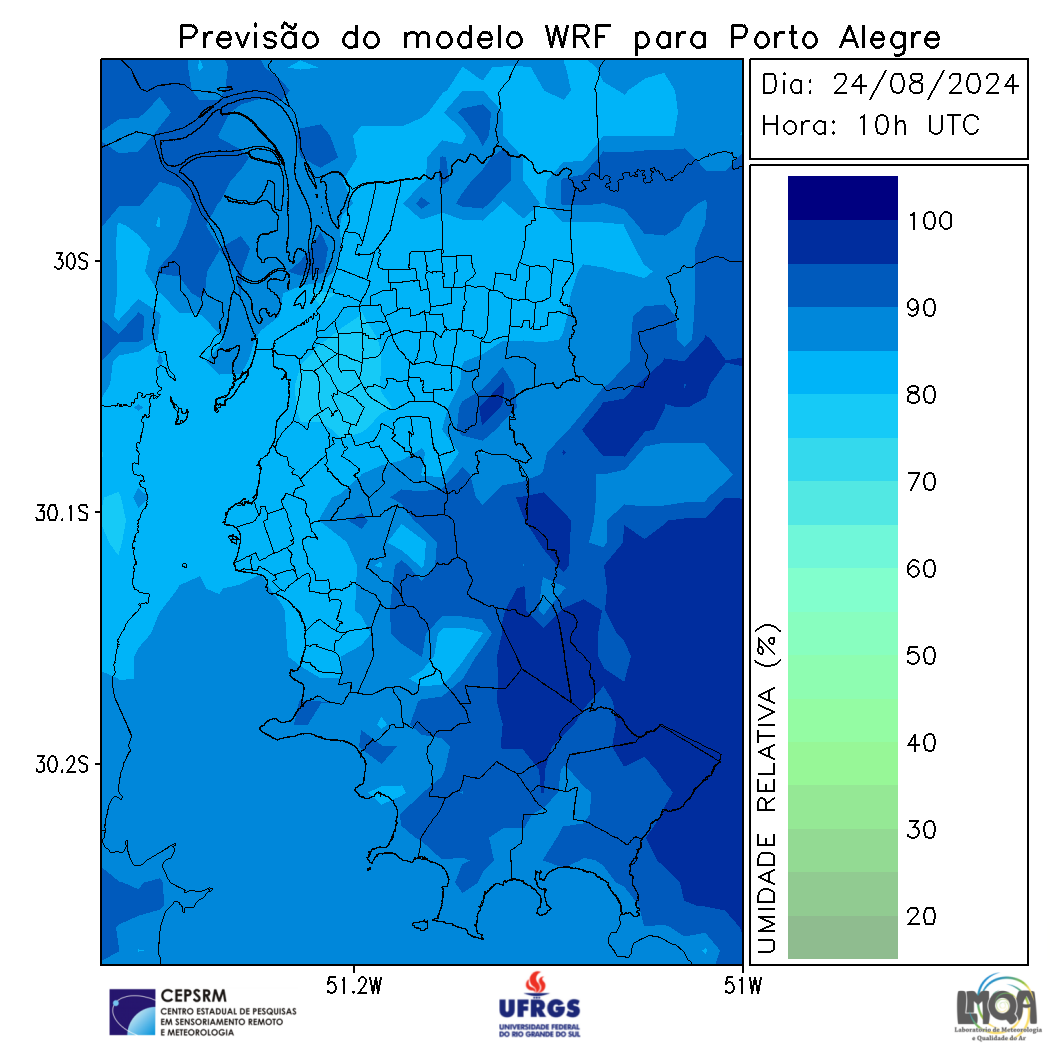 Previsão do modelo WRF para Porto Alegre
Dia: 24/08/2024
Hora: 10h UTC
100
90
80
70
60
50
40
30
20
UMIDADE RELATIVA (%)
30S
30.1S
30.2S
51.2W
51W
CEPSRM
CENTRO ESTADUAL DE PESQUISAS
EM SENSORIAMENTO REMOTO
E METEOROLOGIA
UFRGS
UNIVERSIDADE FEDERAL
DO RIO GRANDE DO SUL
LMQA
Laboratório de Meteorologia
e Qualidade do Ar